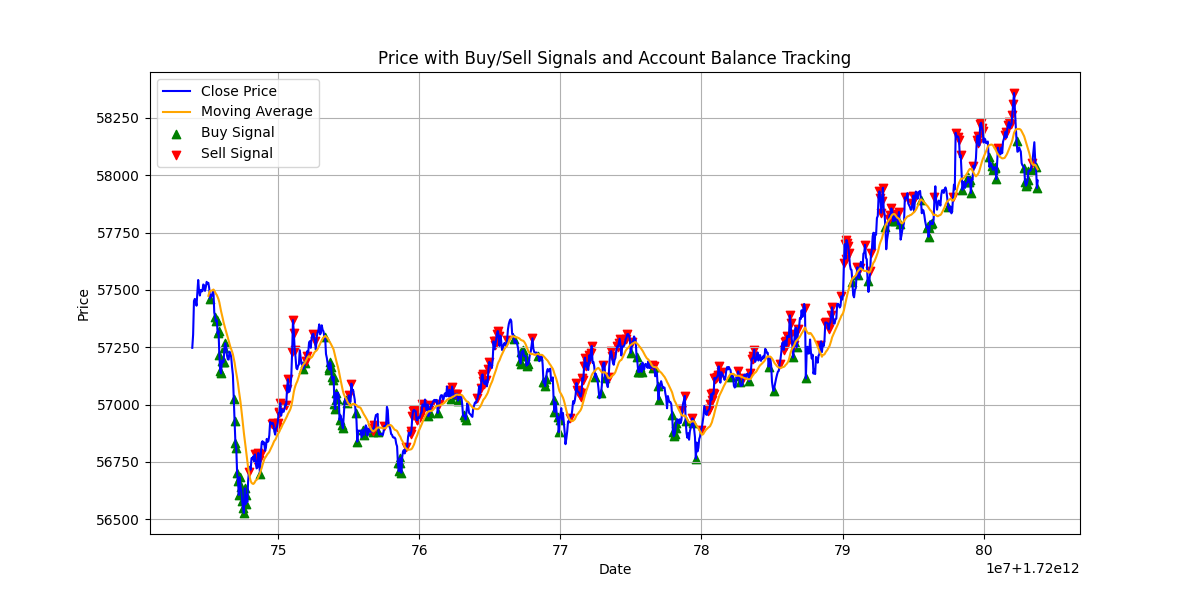 Price with Buy/Sell Signals and Account Balance Tracking
Close Price
Moving Average
Buy Signal
Sell Signal
58250
58000
57750
57500
57250
57000
56750
56500
Price
75 76 77 78 79 80
Date
1e7+1.72e12